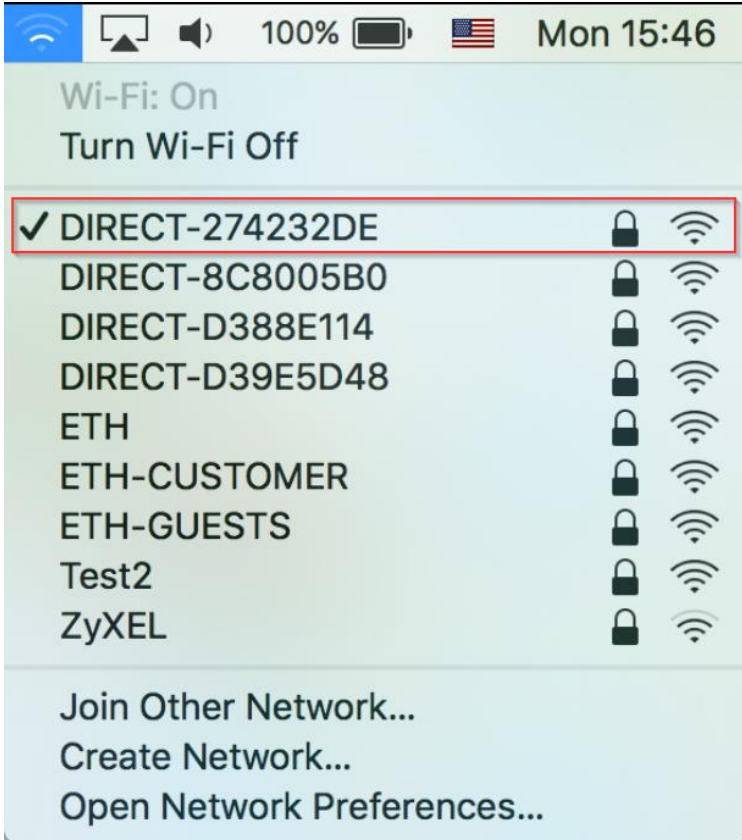 100% Mon 15:46
Wi-Fi: On
Turn Wi-Fi Off
DIRECT-274232DE
DIRECT-8C8005B0
DIRECT-D388E114
DIRECT-D39E5D48
ETH
ETH-CUSTOMER
ETH-GUESTS
Test2
ZyXEL
Join Other Network...
Create Network...
Open Network Preferences...